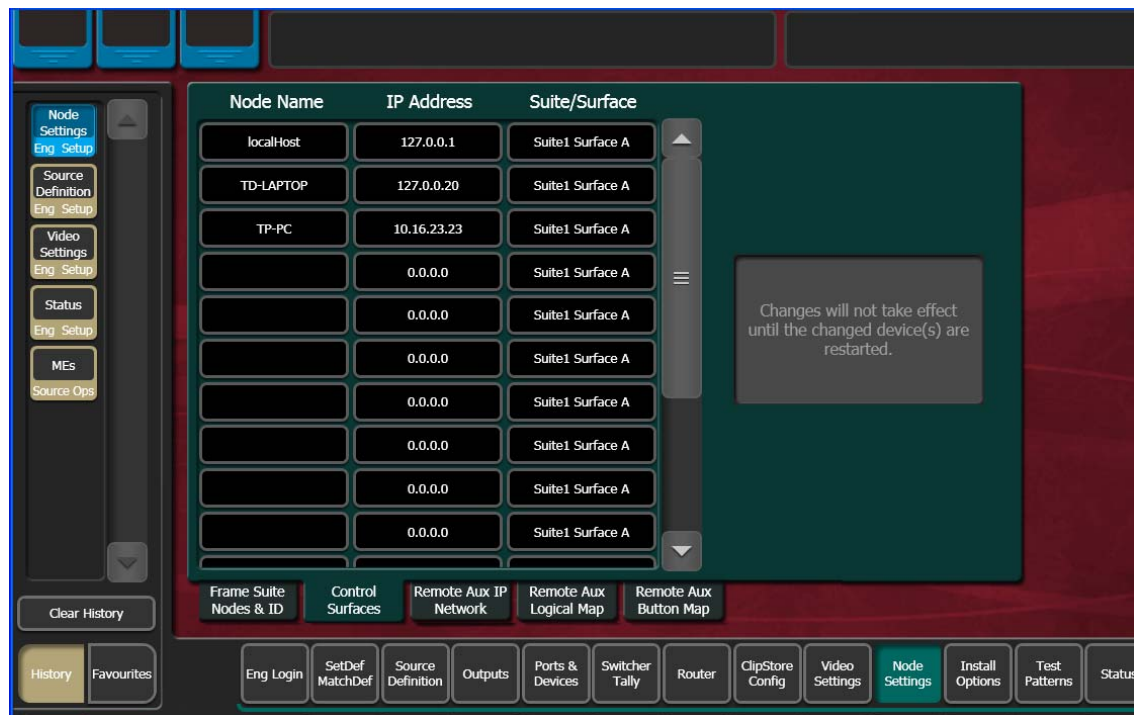 Node Name IP Address Suite/Surface
localHost 127.0.0.1 Suite1 Surface A
TD-LAPTOP 127.0.0.20 Suite1 Surface A
TP-PC 10.16.23.23 Suite1 Surface A
0.0.0.0 Suite1 Surface A
0.0.0.0 Suite1 Surface A
0.0.0.0 Suite1 Surface A
0.0.0.0 Suite1 Surface A
0.0.0.0 Suite1 Surface A
0.0.0.0 Suite1 Surface A
0.0.0.0 Suite1 Surface A
Node
Settings
Eng Setup
Source
Definition
Eng Setup
Video
Settings
Eng Setup
Status
Eng Setup
MEs
Source Ops
Changes will not take effect
until the changed device(s) are
restarted.
Frame Suite
Nodes & ID
Control
Surfaces
Remote Aux IP
Network
Remote Aux
Logical Map
Remote Aux
Button Map
Clear History
History
Favourites
Eng Login
SetDef
MatchDef
Source
Definition
Outputs
Ports &
Devices
Switcher
Tally
Router
ClipStore
Config
Video
Settings
Node
Settings
Install
Options
Test
Patterns
Status